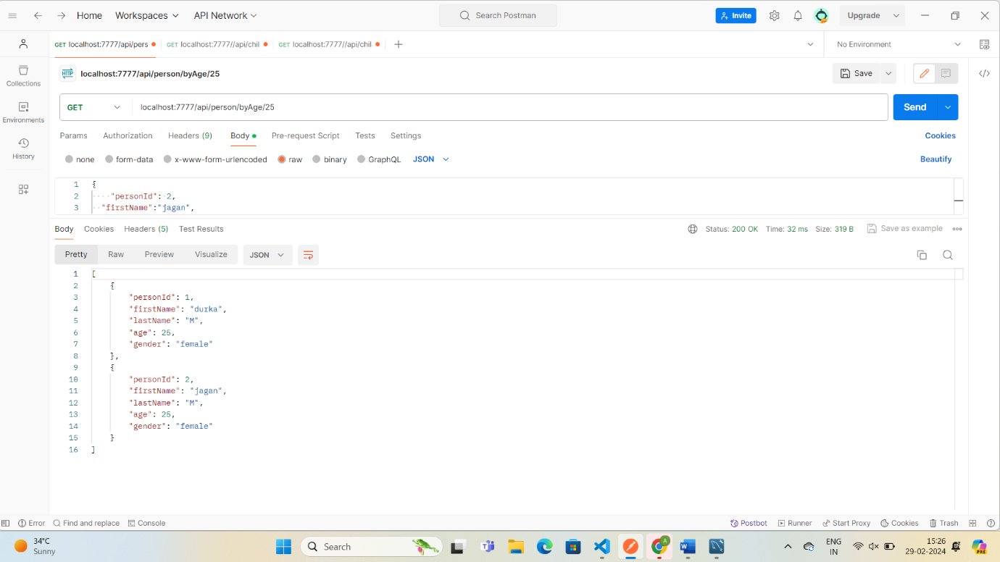 Home Workspaces API Network Search Postman Invite Upgrade
GET localhost:7777/api/pers GET localhost:7777//api/chil GET localhost:7777//api/chil No Environment
HTTP localhost:7777/api/person/byAge/25 Save
GET localhost:7777/api/person/byAge/25 Send
Params Authorization Headers (9) Body Pre-request Script Tests Settings Cookies
none form-data x-www-form-urlencoded raw binary GraphQL JSON Beautify
Collections
Environments
History
1 {
2 "personId": 2,
3 "firstName":"jagan",
Body Cookies Headers (5) Test Results Status: 200 OK Time: 32 ms Size: 319 B Save as example
Pretty Raw Preview Visualize JSON
1 [
2 {
3 "personId": 1,
4 "firstName": "durka",
5 "lastName": "M",
6 "age": 25,
7 "gender": "female"
8 },
9 {
10 "personId": 2,
11 "firstName": "jagan",
12 "lastName": "M",
13 "age": 25,
14 "gender": "female"
15 }
16 ]
Error Find and replace Console Postbot Runner Start Proxy Cookies Trash
34°C
Sunny
Search
ENG
IN
15:26
29-02-2024
A
PRE